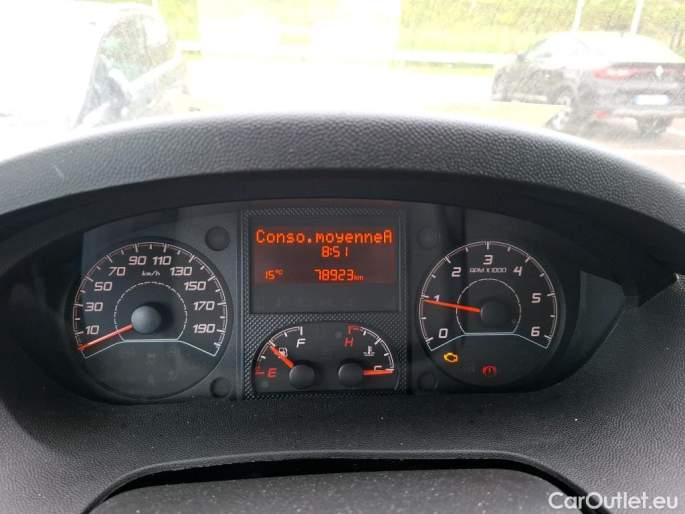 Conso.moyenneA
8:51
15°C 78923km
10 30 50 70 90 110 130 150 170 190
km/h
E F
H C
0 1 2 3 4 5 6
RPM X 1000
CarOutlet.eu